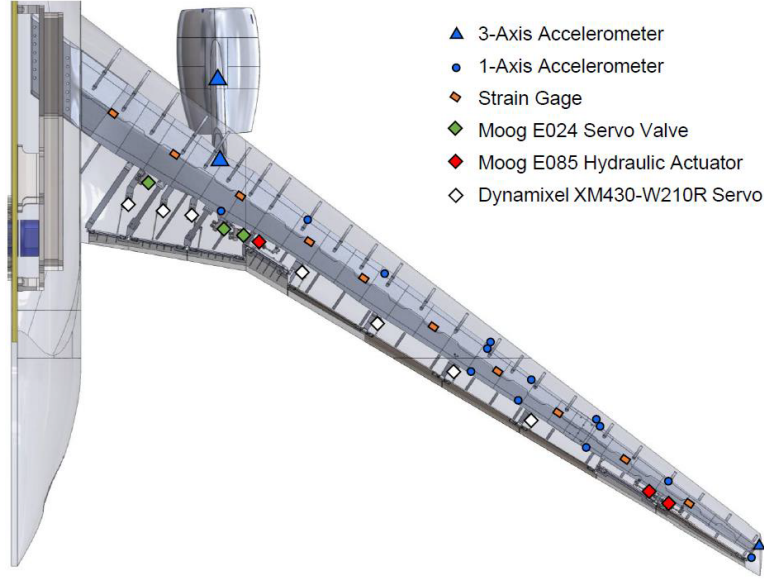 3-Axis Accelerometer
1-Axis Accelerometer
Strain Gage
Moog E024 Servo Valve
Moog E085 Hydraulic Actuator
Dynamixel XM430-W210R Servo